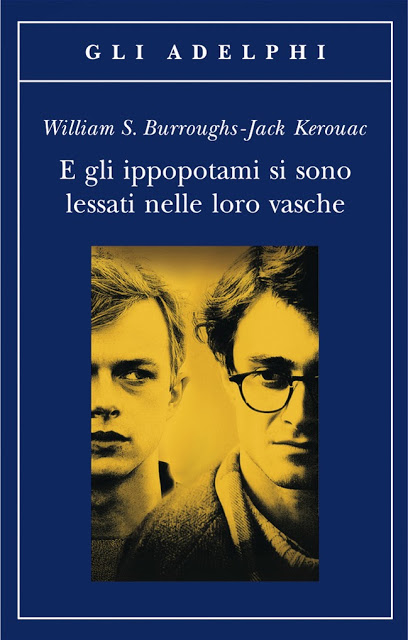 GLI ADELPHI
William S. Burroughs-Jack Kerouac
E gli ippopotami si sono
lessati nelle loro vasche